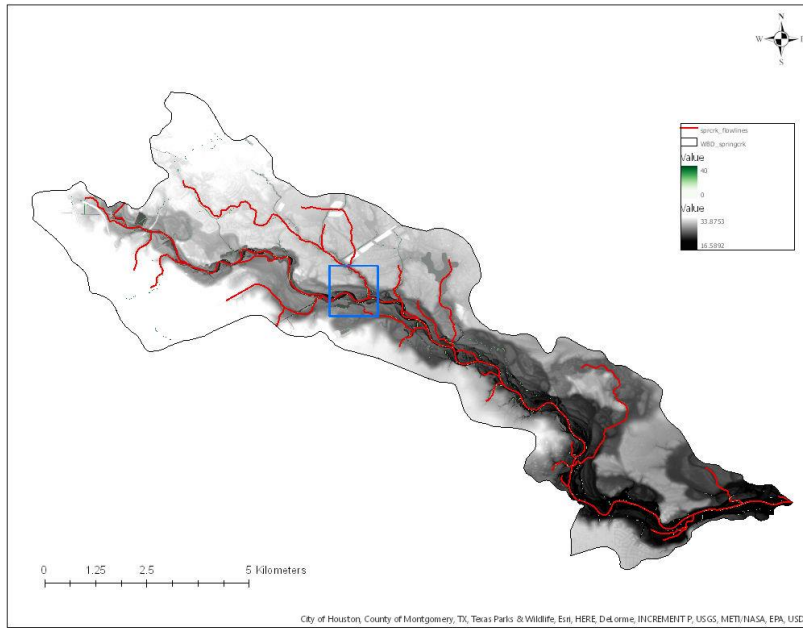 N
W E
S
sprcrk_flowlines
WBD_springcrk
Value
40
0
Value
33.8753
16.5892
0 1.25 2.5 5 Kilometers
City of Houston, County of Montgomery, TX, Texas Parks & Wildlife, Esri, HERE, DeLorme, INCREMENT P, USGS, METI/NASA, EPA, USD